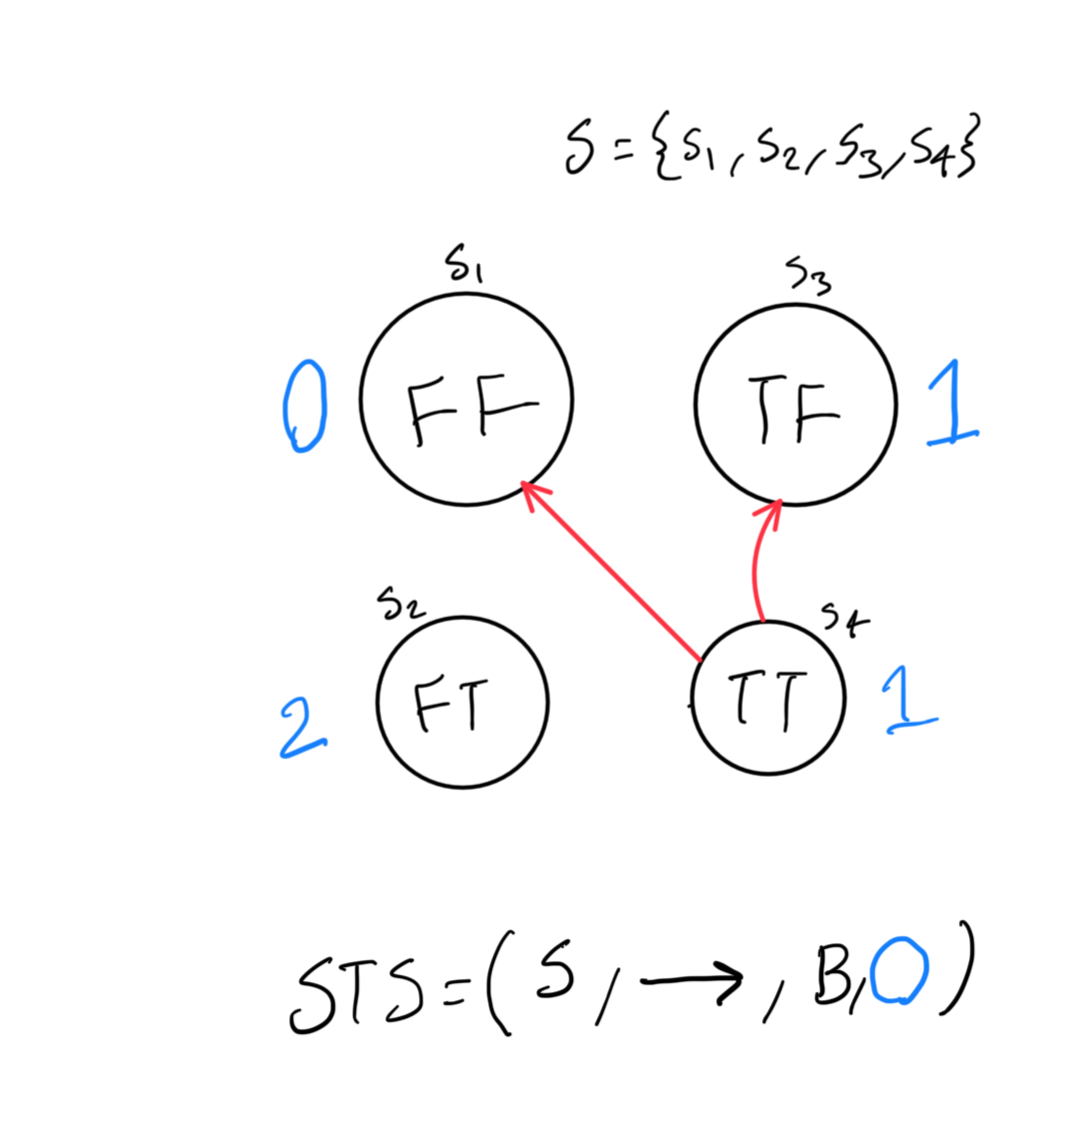 S = {s1, s2, s3, s4}
s1
s3
0
FF
TF
1
s2
s4
2
FT
TT
1
STS = (S, →, B, O)